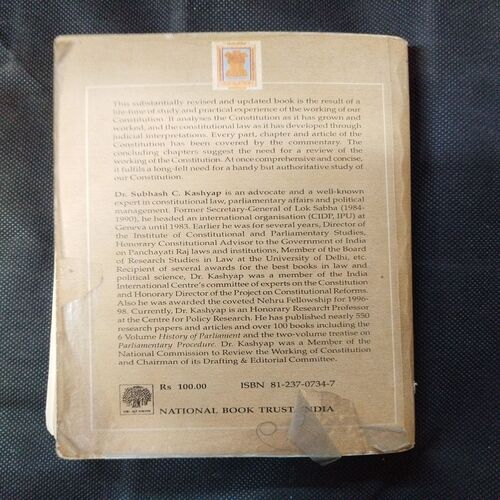 This substantially revised and updated book is the result of a
life-time of study and practical experience of the working of our
Constitution. It analyses the Constitution as it has grown and
worked, and the constitutional law as it has developed through
judicial interpretations. Every part, chapter and article of the
Constitution has been covered by the commentary. The
concluding chapters suggest the need for a review of the
working of the Constitution. At once comprehensive and concise,
it fulfils a long-felt need for a handy but authoritative study of
our Constitution.
Dr. Subhash C. Kashyap is an advocate and a well-known
expert in constitutional law, parliamentary affairs and political
management. Former Secretary-General of Lok Sabha (1984-
1990), he headed an international organisation (CIDP, IPU) at
Geneva until 1983. Earlier he was for several years, Director of
the Institute of Constitutional and Parliamentary Studies,
Honorary Constitutional Advisor to the Government of India
on Panchayati Raj laws and institutions, Member of the Board
of Research Studies in Law at the University of Delhi, etc.
Recipient of several awards for the best books in law and
political science, Dr. Kashyap was a member of the India
International Centre's committee of experts on the Constitution
and Honorary Director of the Project on Constitutional Reforms.
Also was awarded the coveted Nehru Fellowship for 1996-
98. Currently, Dr. Kashyap is an Honorary Research Professor
at the Centre for Policy Research. He has published nearly 550
research papers and articles and over 100 books including the
6 Volume History of Parliament and the two-volume treatise on
Parliamentary Procedure. Dr. Kashyap was a Member of the
National Commission to Review the Working of Constitution
and Chairman of its Drafting & Editorial Committee.
Rs 100.00 ISBN 81-237-0734-7
NATIONAL BOOK TRUST, INDIA